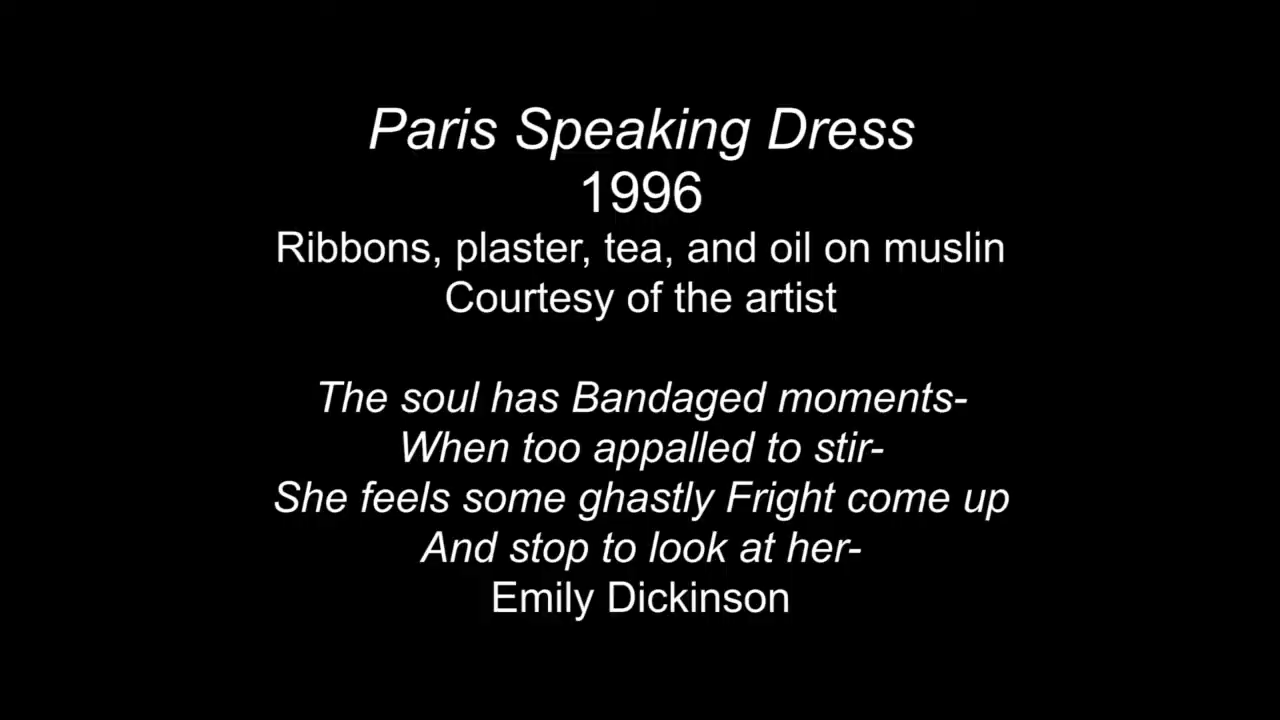 Paris Speaking Dress
1996
Ribbons, plaster, tea, and oil on muslin
Courtesy of the artist
The soul has Bandaged moments-
When too appalled to stir-
She feels some ghastly Fright come up
And stop to look at her-
Emily Dickinson